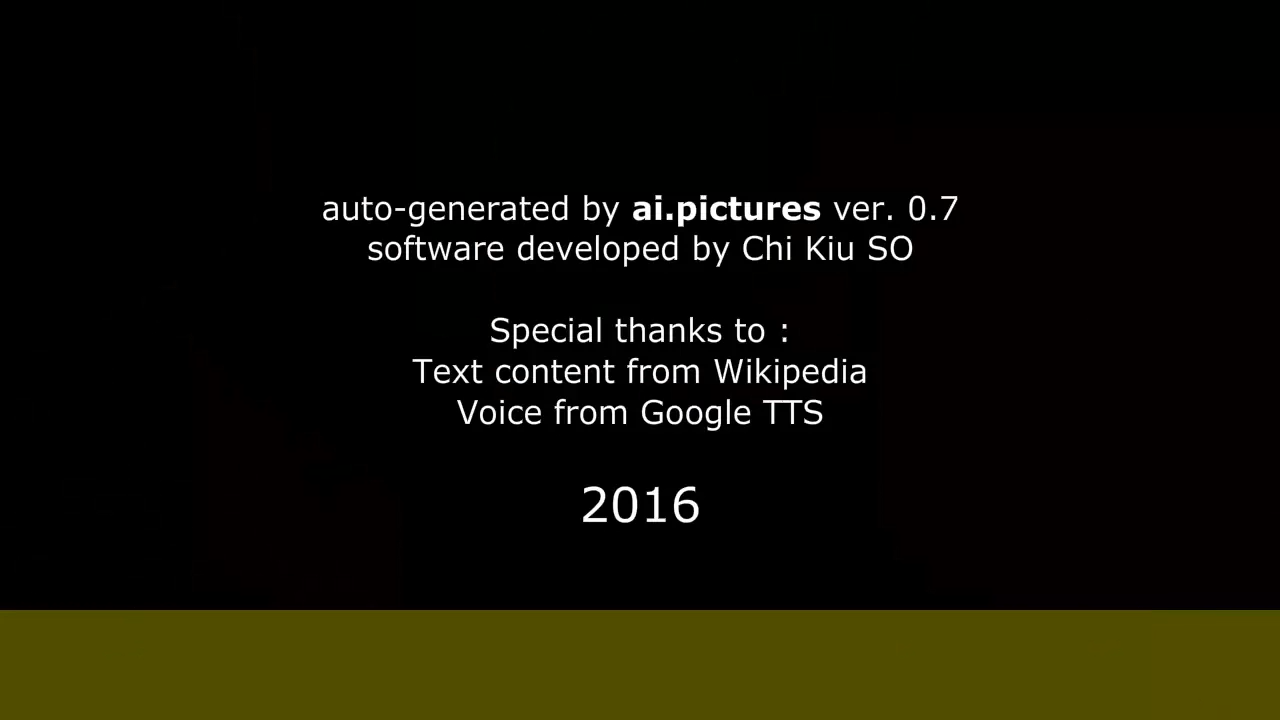 auto-generated by ai.pictures ver. 0.7
software developed by Chi Kiu SO
Special thanks to :
Text content from Wikipedia
Voice from Google TTS
2016